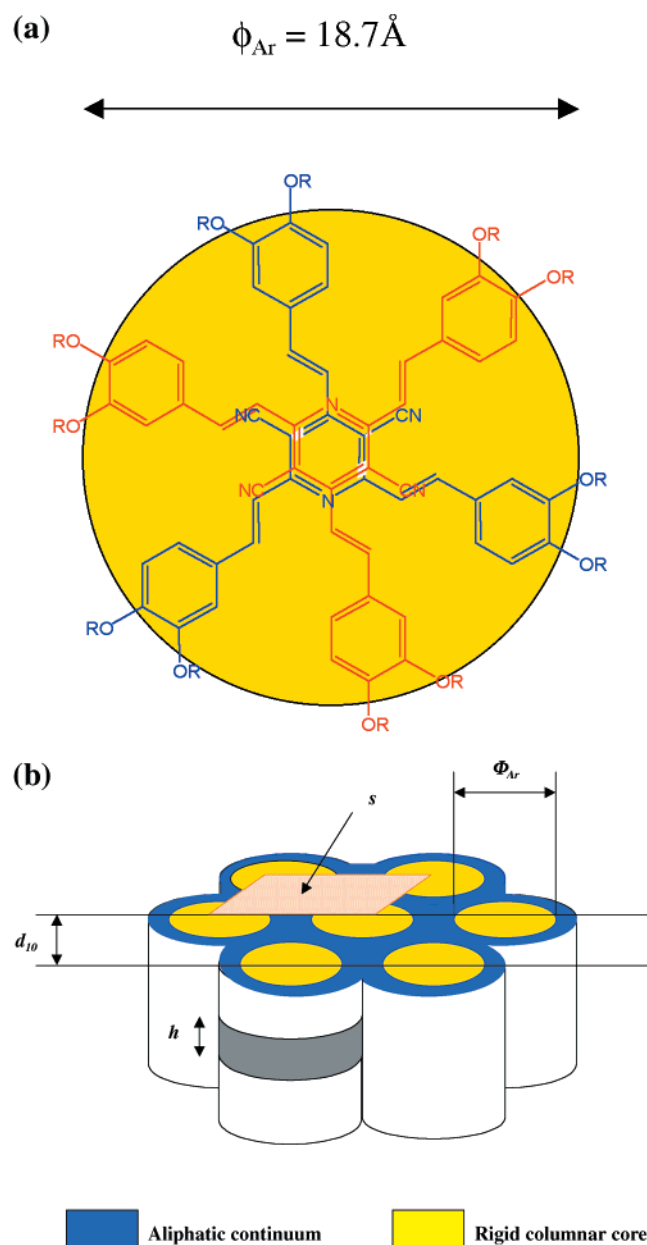 (a)
ϕAr = 18.7Å
OR
RO
OR
OR
OR
RO
RO
N
NC
CN
NC
CN
N
OR
OR
RO
OR
OR
OR
(b)
ΦAr
s
d10
h
Aliphatic continuum
Rigid columnar core